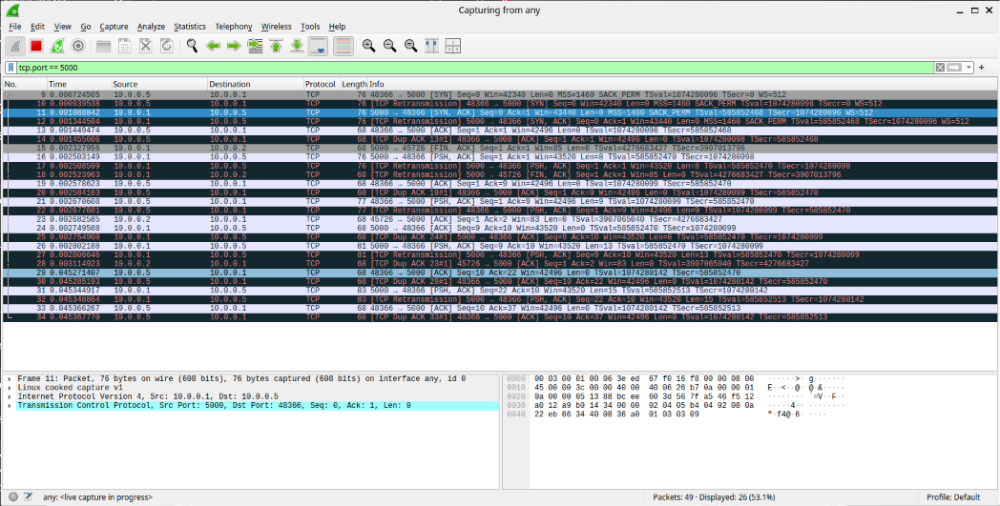 Capturing from any
File Edit View Go Capture Analyze Statistics Telephony Wireless Tools Help
tcp.port == 5000
No. Time Source Destination Protocol Length Info
9 0.000724505 10.0.0.5 10.0.0.1 TCP 76 48366 → 5000 [SYN] Seq=0 Win=42340 Len=0 MSS=1460 SACK_PERM TSval=1074280096 TSecr=0 WS=512
10 0.000939538 10.0.0.5 10.0.0.1 TCP 76 [TCP Retransmission] 48366 → 5000 [SYN] Seq=0 Win=42340 Len=0 MSS=1460 SACK_PERM TSval=1074280096 TSecr=0 WS=512
11 0.001088842 10.0.0.1 10.0.0.5 TCP 76 5000 → 48366 [SYN, ACK] Seq=0 Ack=1 Win=43440 Len=0 MSS=1460 SACK_PERM TSval=585852468 TSecr=1074280096 WS=512
12 0.001344504 10.0.0.1 10.0.0.5 TCP 76 [TCP Retransmission] 5000 → 48366 [SYN, ACK] Seq=0 Ack=1 Win=43440 Len=0 MSS=1460 SACK_PERM TSval=585852468 TSecr=1074280096 WS=512
13 0.001449474 10.0.0.5 10.0.0.1 TCP 68 48366 → 5000 [ACK] Seq=1 Ack=1 Win=42496 Len=0 TSval=1074280098 TSecr=585852468
14 0.001455606 10.0.0.5 10.0.0.1 TCP 68 [TCP Dup ACK 13#1] 48366 → 5000 [ACK] Seq=1 Ack=1 Win=42496 Len=0 TSval=1074280098 TSecr=585852468
15 0.002327956 10.0.0.1 10.0.0.2 TCP 68 5000 → 45726 [FIN, ACK] Seq=1 Ack=1 Win=85 Len=0 TSval=4276683427 TSecr=3907013796
16 0.002503149 10.0.0.1 10.0.0.5 TCP 76 5000 → 48366 [PSH, ACK] Seq=1 Ack=1 Win=43520 Len=8 TSval=585852470 TSecr=1074280098
17 0.002508599 10.0.0.1 10.0.0.5 TCP 76 [TCP Retransmission] 5000 → 48366 [PSH, ACK] Seq=1 Ack=1 Win=43520 Len=8 TSval=585852470 TSecr=1074280098
18 0.002523963 10.0.0.1 10.0.0.2 TCP 68 [TCP Retransmission] 5000 → 45726 [FIN, ACK] Seq=1 Ack=1 Win=85 Len=0 TSval=4276683427 TSecr=3907013796
19 0.002578293 10.0.0.5 10.0.0.1 TCP 68 48366 → 5000 [ACK] Seq=1 Ack=9 Win=42496 Len=0 TSval=1074280099 TSecr=585852470
20 0.002584163 10.0.0.5 10.0.0.1 TCP 68 [TCP Dup ACK 19#1] 48366 → 5000 [ACK] Seq=1 Ack=9 Win=42496 Len=0 TSval=1074280099 TSecr=585852470
21 0.002670608 10.0.0.5 10.0.0.1 TCP 77 48366 → 5000 [PSH, ACK] Seq=1 Ack=9 Win=42496 Len=9 TSval=1074280099 TSecr=585852470
22 0.002677681 10.0.0.5 10.0.0.1 TCP 77 [TCP Retransmission] 48366 → 5000 [PSH, ACK] Seq=1 Ack=9 Win=42496 Len=9 TSval=1074280099 TSecr=585852470
23 0.002682585 10.0.0.2 10.0.0.1 TCP 68 45726 → 5000 [ACK] Seq=1 Ack=2 Win=83 Len=0 TSval=3907065040 TSecr=4276683427
24 0.002749588 10.0.0.1 10.0.0.5 TCP 68 5000 → 48366 [ACK] Seq=9 Ack=10 Win=43520 Len=0 TSval=585852470 TSecr=1074280099
25 0.002754908 10.0.0.1 10.0.0.5 TCP 68 [TCP Dup ACK 24#1] 5000 → 48366 [ACK] Seq=9 Ack=10 Win=43520 Len=0 TSval=585852470 TSecr=1074280099
26 0.002802188 10.0.0.1 10.0.0.5 TCP 81 5000 → 48366 [PSH, ACK] Seq=9 Ack=10 Win=43520 Len=13 TSval=585852470 TSecr=1074280099
27 0.002806646 10.0.0.1 10.0.0.5 TCP 81 [TCP Retransmission] 5000 → 48366 [PSH, ACK] Seq=9 Ack=10 Win=43520 Len=13 TSval=585852470 TSecr=1074280099
28 0.003114923 10.0.0.2 10.0.0.1 TCP 68 [TCP Dup ACK 23#1] 45726 → 5000 [ACK] Seq=1 Ack=2 Win=83 Len=0 TSval=3907065040 TSecr=4276683427
29 0.045271407 10.0.0.5 10.0.0.1 TCP 68 48366 → 5000 [ACK] Seq=10 Ack=22 Win=42496 Len=0 TSval=1074280142 TSecr=585852470
30 0.045285193 10.0.0.5 10.0.0.1 TCP 68 [TCP Dup ACK 29#1] 48366 → 5000 [ACK] Seq=10 Ack=22 Win=42496 Len=0 TSval=1074280142 TSecr=585852470
31 0.045344917 10.0.0.1 10.0.0.5 TCP 83 5000 → 48366 [PSH, ACK] Seq=22 Ack=10 Win=43520 Len=15 TSval=585852513 TSecr=1074280142
32 0.045348864 10.0.0.1 10.0.0.5 TCP 83 [TCP Retransmission] 5000 → 48366 [PSH, ACK] Seq=22 Ack=10 Win=43520 Len=15 TSval=585852513 TSecr=1074280142
33 0.045366267 10.0.0.5 10.0.0.1 TCP 68 48366 → 5000 [ACK] Seq=10 Ack=37 Win=42496 Len=0 TSval=1074280142 TSecr=585852513
34 0.045367770 10.0.0.5 10.0.0.1 TCP 68 [TCP Dup ACK 33#1] 48366 → 5000 [ACK] Seq=10 Ack=37 Win=42496 Len=0 TSval=1074280142 TSecr=585852513
Frame 11: Packet, 76 bytes on wire (608 bits), 76 bytes captured (608 bits) on interface any, id 0
Linux cooked capture v1
Internet Protocol Version 4, Src: 10.0.0.1, Dst: 10.0.0.5
Transmission Control Protocol, Src Port: 5000, Dst Port: 48366, Seq: 0, Ack: 1, Len: 0
0000 00 03 00 01 00 06 3e ed 67 f0 16 f8 00 00 08 00 ······>· g·······
0010 45 00 00 3c 00 00 40 00 40 06 26 b7 0a 00 00 01 E··<··@· @·&·····
0020 0a 00 00 05 13 88 bc ee 60 3d 56 7f a5 46 f5 12 ········ `=V··F··
0030 a0 12 a9 b0 14 34 00 00 02 04 05 b4 04 02 08 0a ·····4·· ········
0040 22 eb 66 34 40 08 36 a0 01 03 03 09 "·f4@·6· ····
any: <live capture in progress>
Packets: 49 · Displayed: 26 (53.1%)
Profile: Default